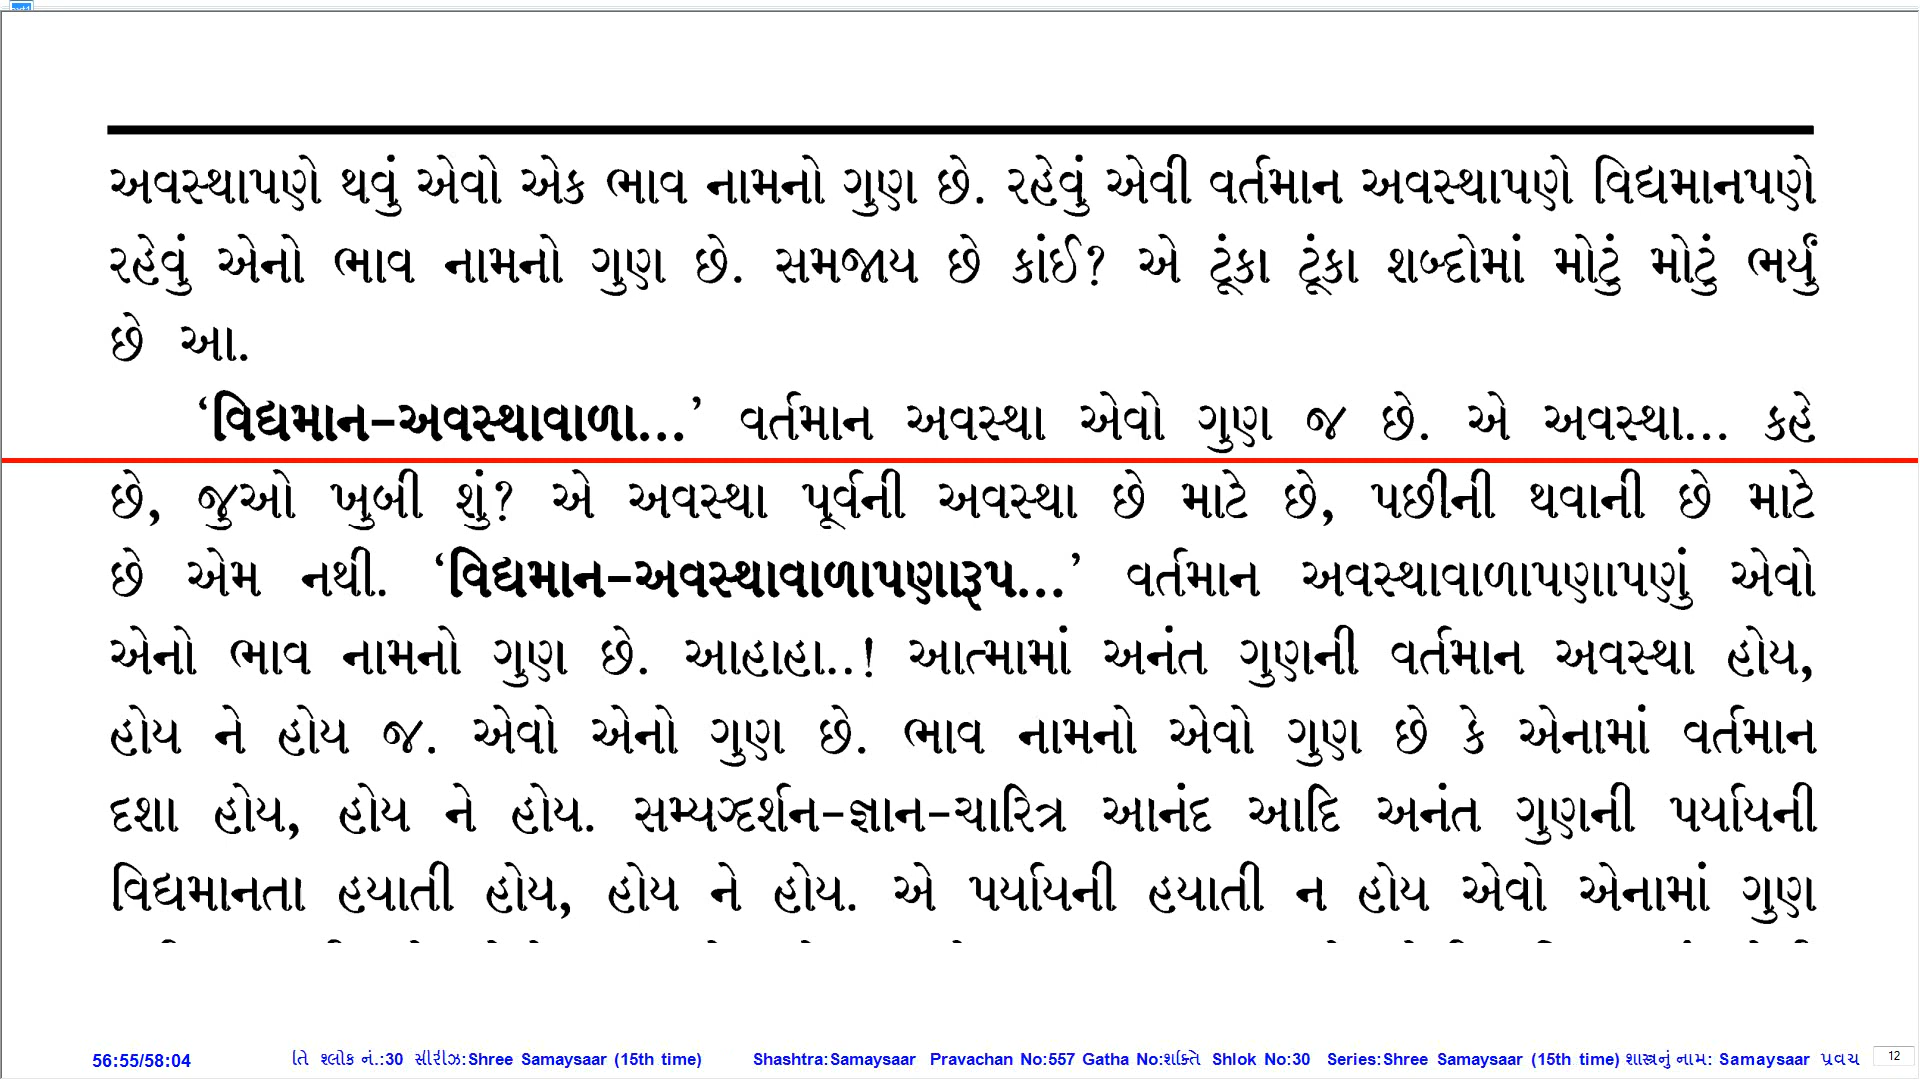 અવસ્થાપણે થવું એવો એક ભાવ નામનો ગુણ છે. રહેવું એવી વર્તમાન અવસ્થાપણે વિદ્યમાનપણે
રહેવું એનો ભાવ નામનો ગુણ છે. સમજાય છે કાંઈ? એ ટૂંકા ટૂંકા શબ્દોમાં મોટું મોટું ભર્યું
છે આ.
‘વિદ્યમાન-અવસ્થાવાળા...’ વર્તમાન અવસ્થા એવો ગુણ જ છે. એ અવસ્થા... કહે
છે, જુઓ ખુબી શું? એ અવસ્થા પૂર્વની અવસ્થા છે માટે છે, પછીની થવાની છે માટે
છે એમ નથી. ‘વિદ્યમાન-અવસ્થાવાળાપણારૂપ...’ વર્તમાન અવસ્થાવાળાપણાપણું એવો
એનો ભાવ નામનો ગુણ છે. આહાહા..! આત્મામાં અનંત ગુણની વર્તમાન અવસ્થા હોય,
હોય ને હોય જ. એવો એનો ગુણ છે. ભાવ નામનો એવો ગુણ છે કે એનામાં વર્તમાન
દશા હોય, હોય ને હોય. સમ્યગ્દર્શન-જ્ઞાન-ચારિત્ર આનંદ આદિ અનંત ગુણની પર્યાયની
વિદ્યમાનતા હયાતી હોય, હોય ને હોય. એ પર્યાયની હયાતી ન હોય એવો એનામાં ગુણ
56:55/58:04 તિ શ્લોક નં.:30 સીરીઝ:Shree Samaysaar (15th time) Shashtra:Samaysaar Pravachan No:557 Gatha No:શક્તિ Shlok No:30 Series:Shree Samaysaar (15th time) શાસ્ત્રનું નામ: Samaysaar પ્રવચ 12